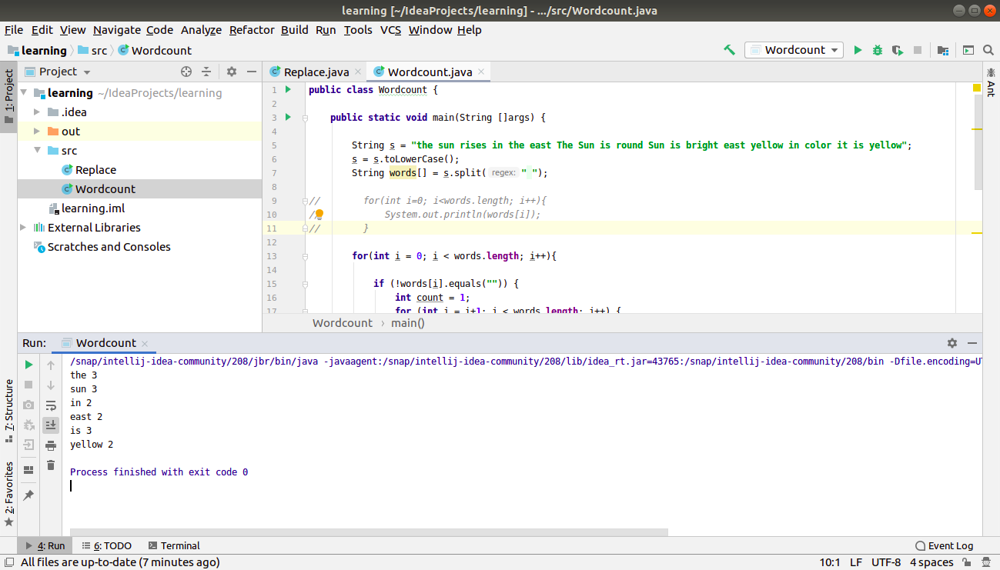 learning [~/IdeaProjects/learning] - .../src/Wordcount.java
File Edit View Navigate Code Analyze Refactor Build Run Tools VCS Window Help
learning src Wordcount
Wordcount
1: Project
Project
Replace.java
Wordcount.java
Ant
learning ~/IdeaProjects/learning
.idea
out
src
Replace
Wordcount
learning.iml
External Libraries
Scratches and Consoles
1 public class Wordcount {
2
3 public static void main(String []args) {
4
5 String s = "the sun rises in the east The Sun is round Sun is bright east yellow in color it is yellow";
6 s = s.toLowerCase();
7 String words[] = s.split( regex: " ");
8
9 // for(int i=0; i<words.length; i++){
10 // System.out.println(words[i]);
11 // }
12
13 for(int i = 0; i < words.length; i++){
14
15 if (!words[i].equals("")) {
16 int count = 1;
17 for (int j = i+1; j < words.length; j++) {
Wordcount › main()
Run: Wordcount
/snap/intellij-idea-community/208/jbr/bin/java -javaagent:/snap/intellij-idea-community/208/lib/idea_rt.jar=43765:/snap/intellij-idea-community/208/bin -Dfile.encoding=UT
the 3
sun 3
in 2
east 2
is 3
yellow 2
Process finished with exit code 0
7: Structure
2: Favorites
4: Run 6: TODO Terminal Event Log
All files are up-to-date (7 minutes ago) 10:1 LF UTF-8 4 spaces